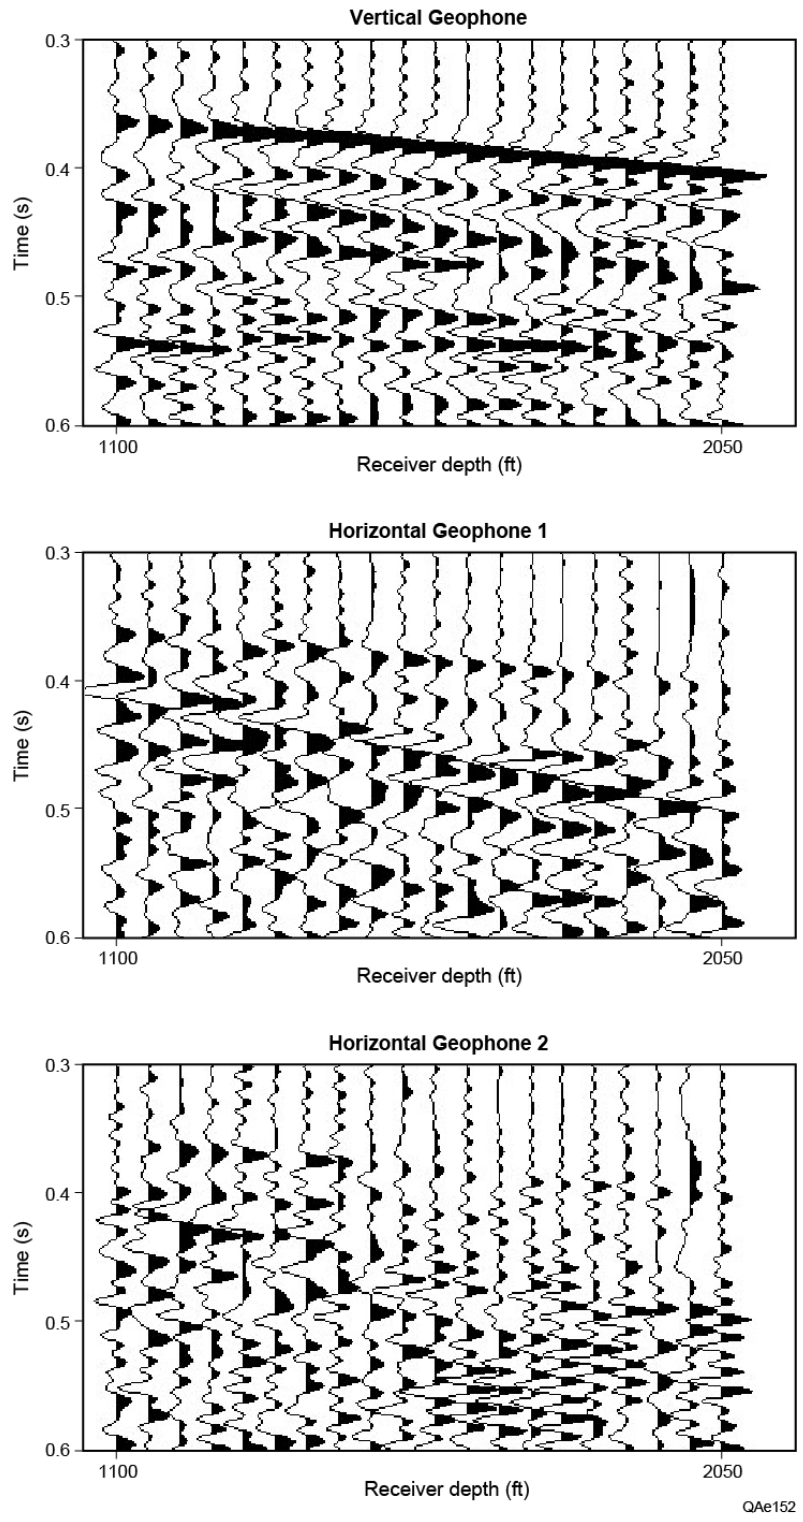 Vertical Geophone
0.3
0.4
0.5
0.6
Time (s)
1100 2050
Receiver depth (ft)
Horizontal Geophone 1
0.3
0.4
0.5
0.6
Time (s)
1100 2050
Receiver depth (ft)
Horizontal Geophone 2
0.3
0.4
0.5
0.6
Time (s)
1100 2050
Receiver depth (ft)
QAe152